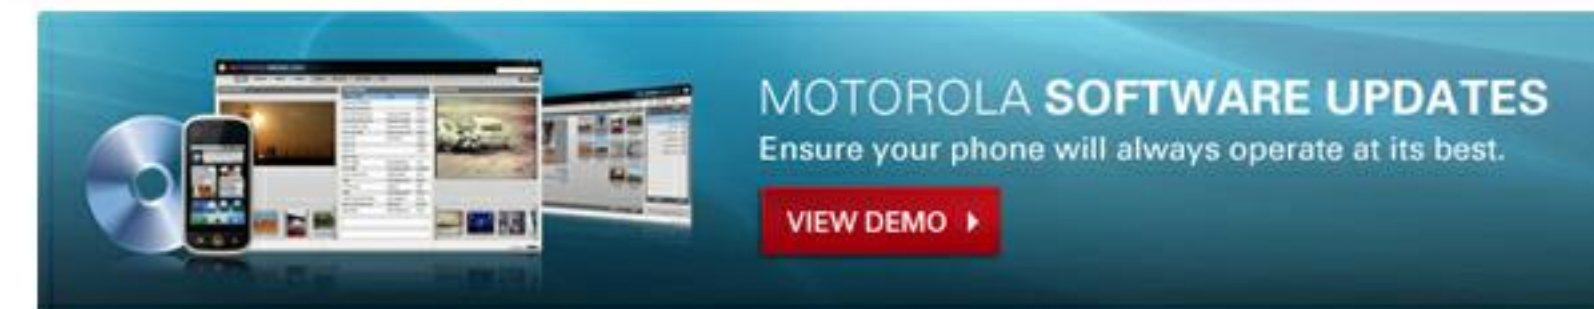 MOTOROLA SOFTWARE UPDATES
Ensure your phone will always operate at its best.
VIEW DEMO